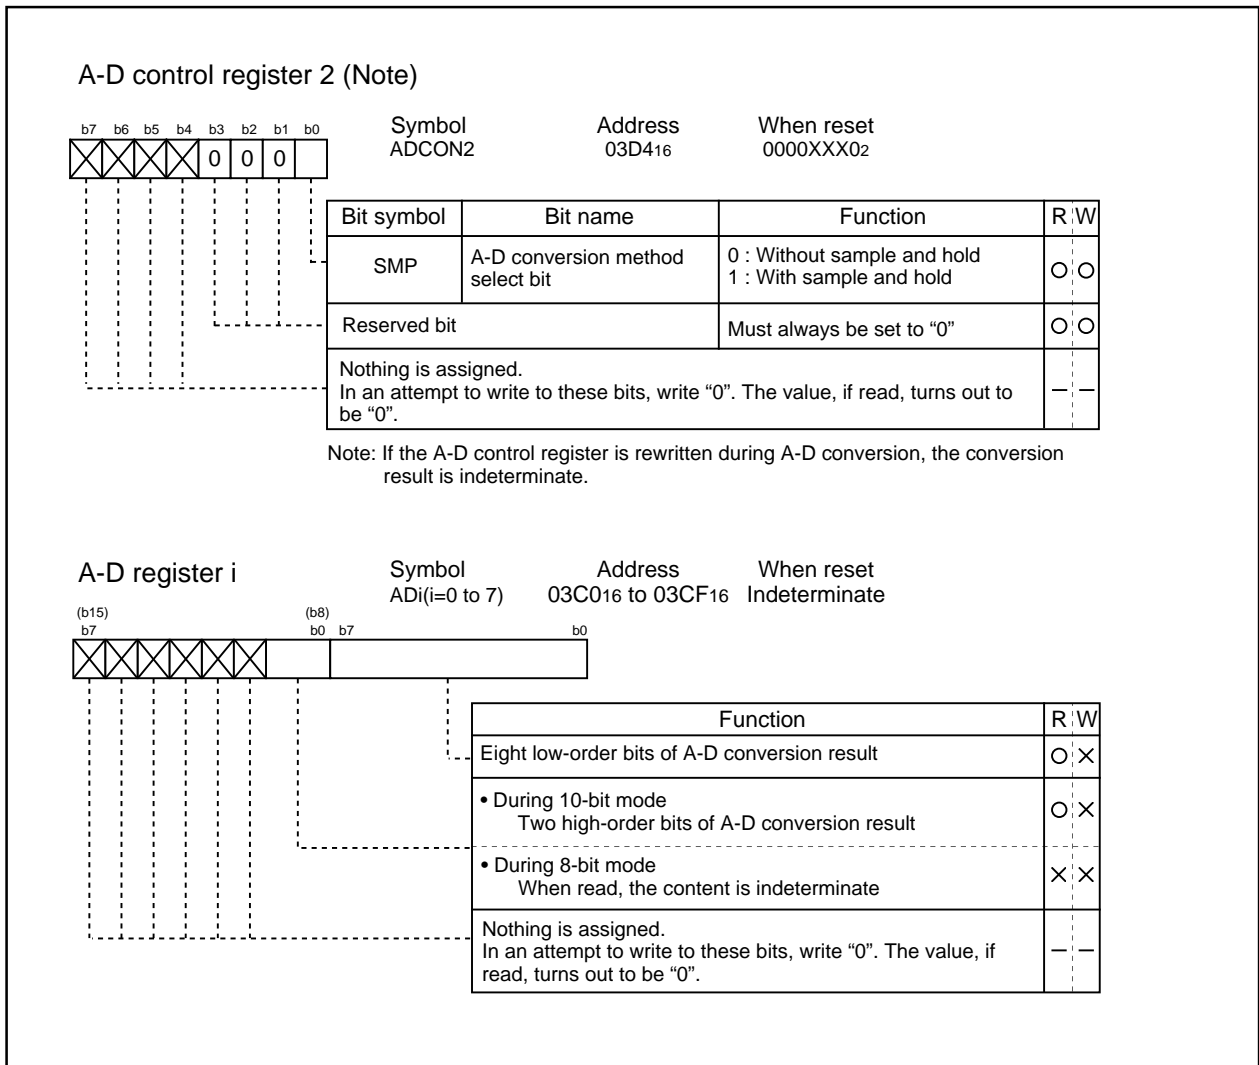 A-D control register 2 (Note)
b7 b6 b5 b4 b3 b2 b1 b0
0 0 0
Symbol Address When reset
ADCON2 03D416 0000XXX02
Bit symbol Bit name Function R W
SMP A-D conversion method select bit 0 : Without sample and hold
1 : With sample and hold
Reserved bit Must always be set to “0”
Nothing is assigned.
In an attempt to write to these bits, write “0”. The value, if read, turns out to
be “0”.
Note: If the A-D control register is rewritten during A-D conversion, the conversion
result is indeterminate.
A-D register i
Symbol Address When reset
ADi(i=0 to 7) 03C016 to 03CF16 Indeterminate
(b15) (b8)
b7 b0 b7 b0
Function R W
Eight low-order bits of A-D conversion result
• During 10-bit mode
Two high-order bits of A-D conversion result
• During 8-bit mode
When read, the content is indeterminate
Nothing is assigned.
In an attempt to write to these bits, write “0”. The value, if
read, turns out to be “0”.